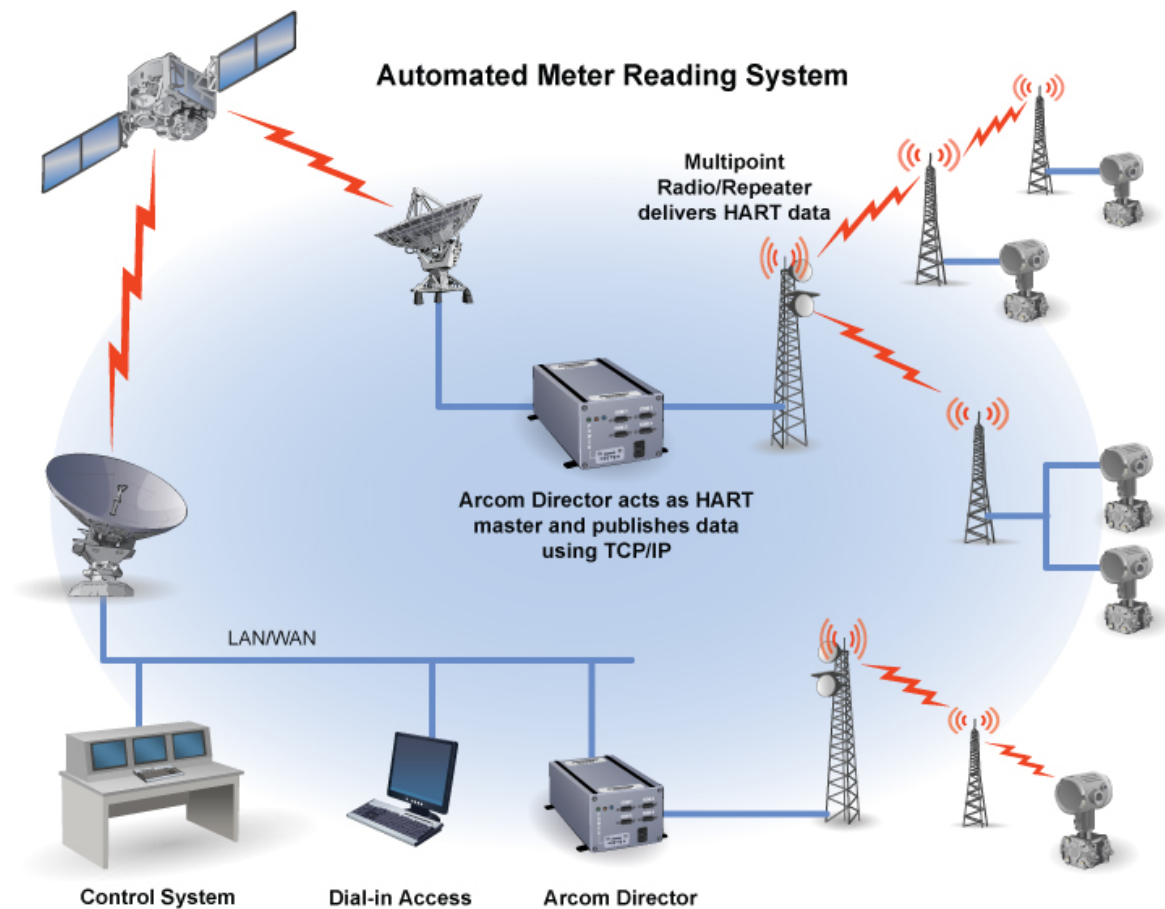 Automated Meter Reading System
Multipoint
Radio/Repeater
delivers HART data
Arcom Director acts as HART
master and publishes data
using TCP/IP
LAN/WAN
Control System
Dial-in Access
Arcom Director